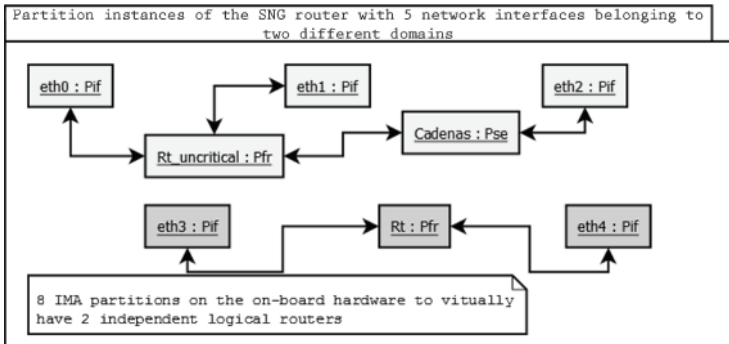 Partition instances of the SNG router with 5 network interfaces belonging to
two different domains
eth0 : Pif
eth1 : Pif
eth2 : Pif
Cadenas : Pse
Rt_uncritical : Pfr
eth3 : Pif
Rt : Pfr
eth4 : Pif
8 IMA partitions on the on-board hardware to vitually
have 2 independent logical routers